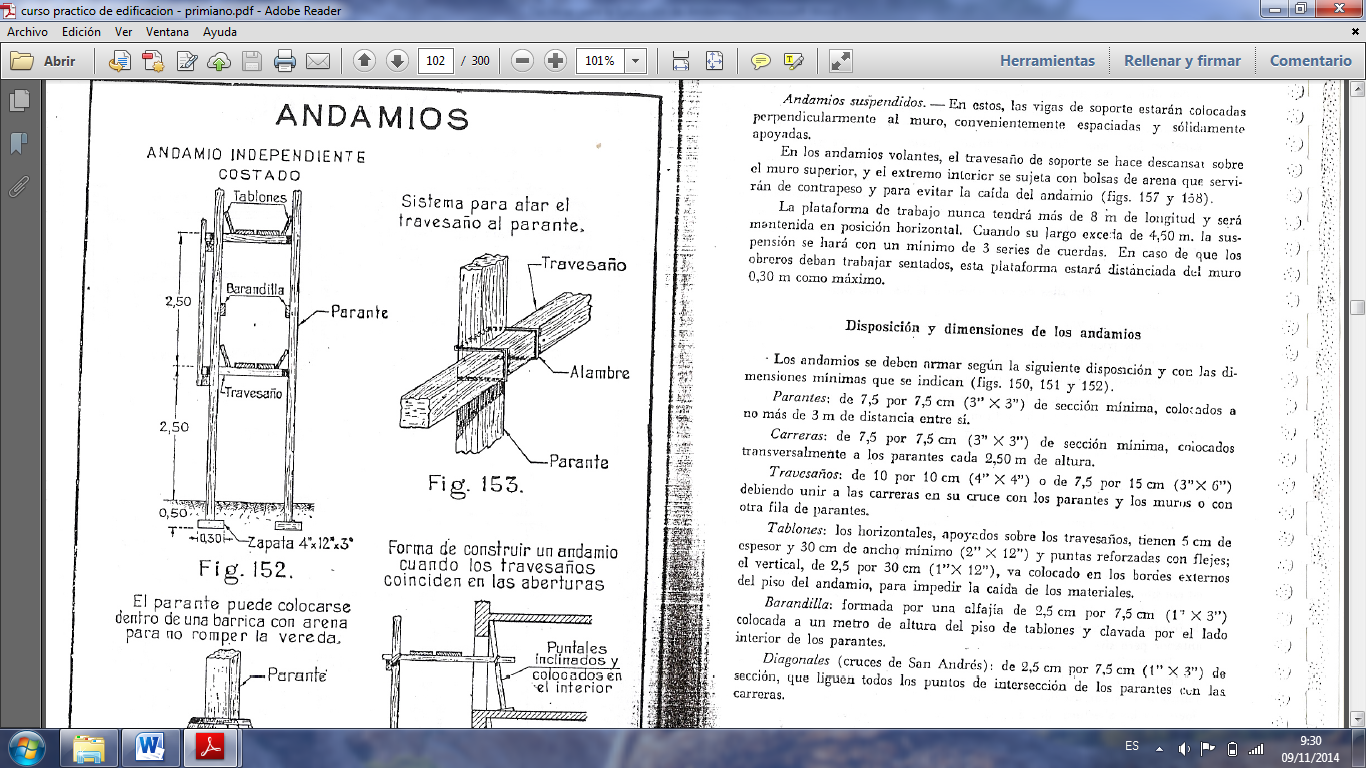 curso practico de edificacion - primiano.pdf - Adobe Reader
Archivo Edición Ver Ventana Ayuda
Abrir 102 / 300 101% Herramientas Rellenar y firmar Comentario
ANDAMIOS
ANDAMIO INDEPENDIENTE
COSTADO
Tablones
Barandilla
2,50
Parante
Travesaño
2,50
0,50
0,30
Zapata 4"x12"x3"
Fig. 152.
Sistema para atar el
travesaño al parante.
Travesaño
Alambre
Parante
Fig. 153.
El parante puede colocarse
dentro de una barrica con arena
para no romper la vereda.
Parante
Forma de construir un andamio
cuando los travesaños
coinciden en las aberturas
Puntales
inclinados y
colocados en
el interior
Andamios suspendidos. — En estos, las vigas de soporte estarán colocadas
perpendicularmente al muro, convenientemente espaciadas y sólidamente
apoyadas.
En los andamios volantes, el travesaño de soporte se hace descansar sobre
el muro superior, y el extremo interior se sujeta con bolsas de arena que servi-
rán de contrapeso y para evitar la caída del andamio (figs. 157 y 158).
La plataforma de trabajo nunca tendrá más de 8 m de longitud y será
mantenida en posición horizontal. Cuando su largo exceda de 4,50 m. la sus-
pensión se hará con un mínimo de 3 series de cuerdas. En caso de que los
obreros deban trabajar sentados, esta plataforma estará distanciada del muro
0,30 m como máximo.
Disposición y dimensiones de los andamios
Los andamios se deben armar según la siguiente disposición y con las di-
mensiones mínimas que se indican (figs. 150, 151 y 152).
Parantes: de 7,5 por 7,5 cm (3" × 3") de sección mínima, colocados a
no más de 3 m de distancia entre sí.
Carreras: de 7,5 por 7,5 cm (3" × 3") de sección mínima, colocados
transversalmente a los parantes cada 2,50 m de altura.
Travesaños: de 10 por 10 cm (4" × 4") o de 7,5 por 15 cm (3" × 6")
debiendo unir a las carreras en su cruce con los parantes y los muros o con
otra fila de parantes.
Tablones: los horizontales, apoyados sobre los travesaños, tienen 5 cm de
espesor y 30 cm de ancho mínimo (2" × 12") y puntas reforzadas con flejes;
el vertical, de 2,5 por 30 cm (1" × 12"), va colocado en los bordes externos
del piso del andamio, para impedir la caída de los materiales.
Barandilla: formada por una alfajía de 2,5 cm por 7,5 cm (1" × 3")
colocada a un metro de altura del piso de tablones y clavada por el lado
interior de los parantes.
Diagonales (cruces de San Andrés): de 2,5 cm por 7,5 cm (1" × 3") de
sección, que liguen todos los puntos de intersección de los parantes con las
carreras.
ES 9:30
09/11/2014